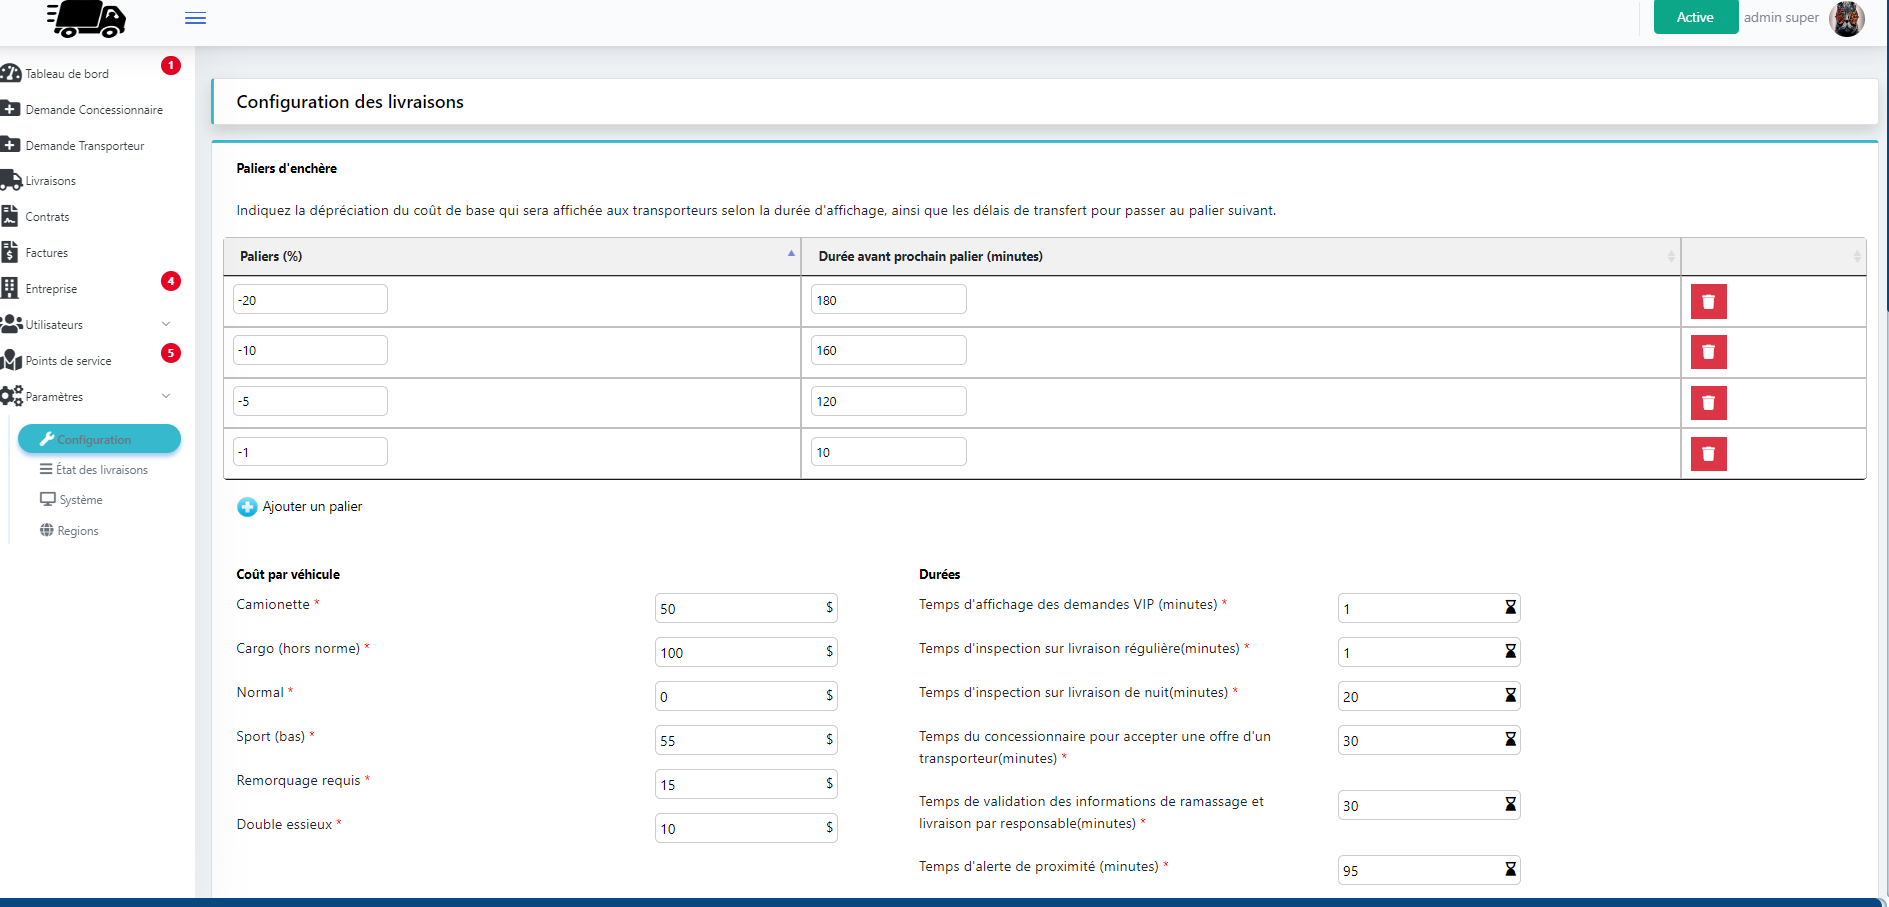 Active
admin super
Tableau de bord
1
Demande Concessionnaire
Demande Transporteur
Livraisons
Contrats
Factures
Entreprise
4
Utilisateurs
Points de service
5
Paramètres
Configuration
État des livraisons
Système
Regions
Configuration des livraisons
Paliers d'enchère
Indiquez la dépréciation du coût de base qui sera affichée aux transporteurs selon la durée d'affichage, ainsi que les délais de transfert pour passer au palier suivant.
Paliers (%) Durée avant prochain palier (minutes)
-20 180
-10 160
-5 120
-1 10
Ajouter un palier
Coût par véhicule
Camionette * 50 $
Cargo (hors norme) * 100 $
Normal * 0 $
Sport (bas) * 55 $
Remorquage requis * 15 $
Double essieux * 10 $
Durées
Temps d'affichage des demandes VIP (minutes) * 1
Temps d'inspection sur livraison régulière(minutes) * 1
Temps d'inspection sur livraison de nuit(minutes) * 20
Temps du concessionnaire pour accepter une offre d'un
transporteur(minutes) * 30
Temps de validation des informations de ramassage et
livraison par responsable(minutes) * 30
Temps d'alerte de proximité (minutes) * 95